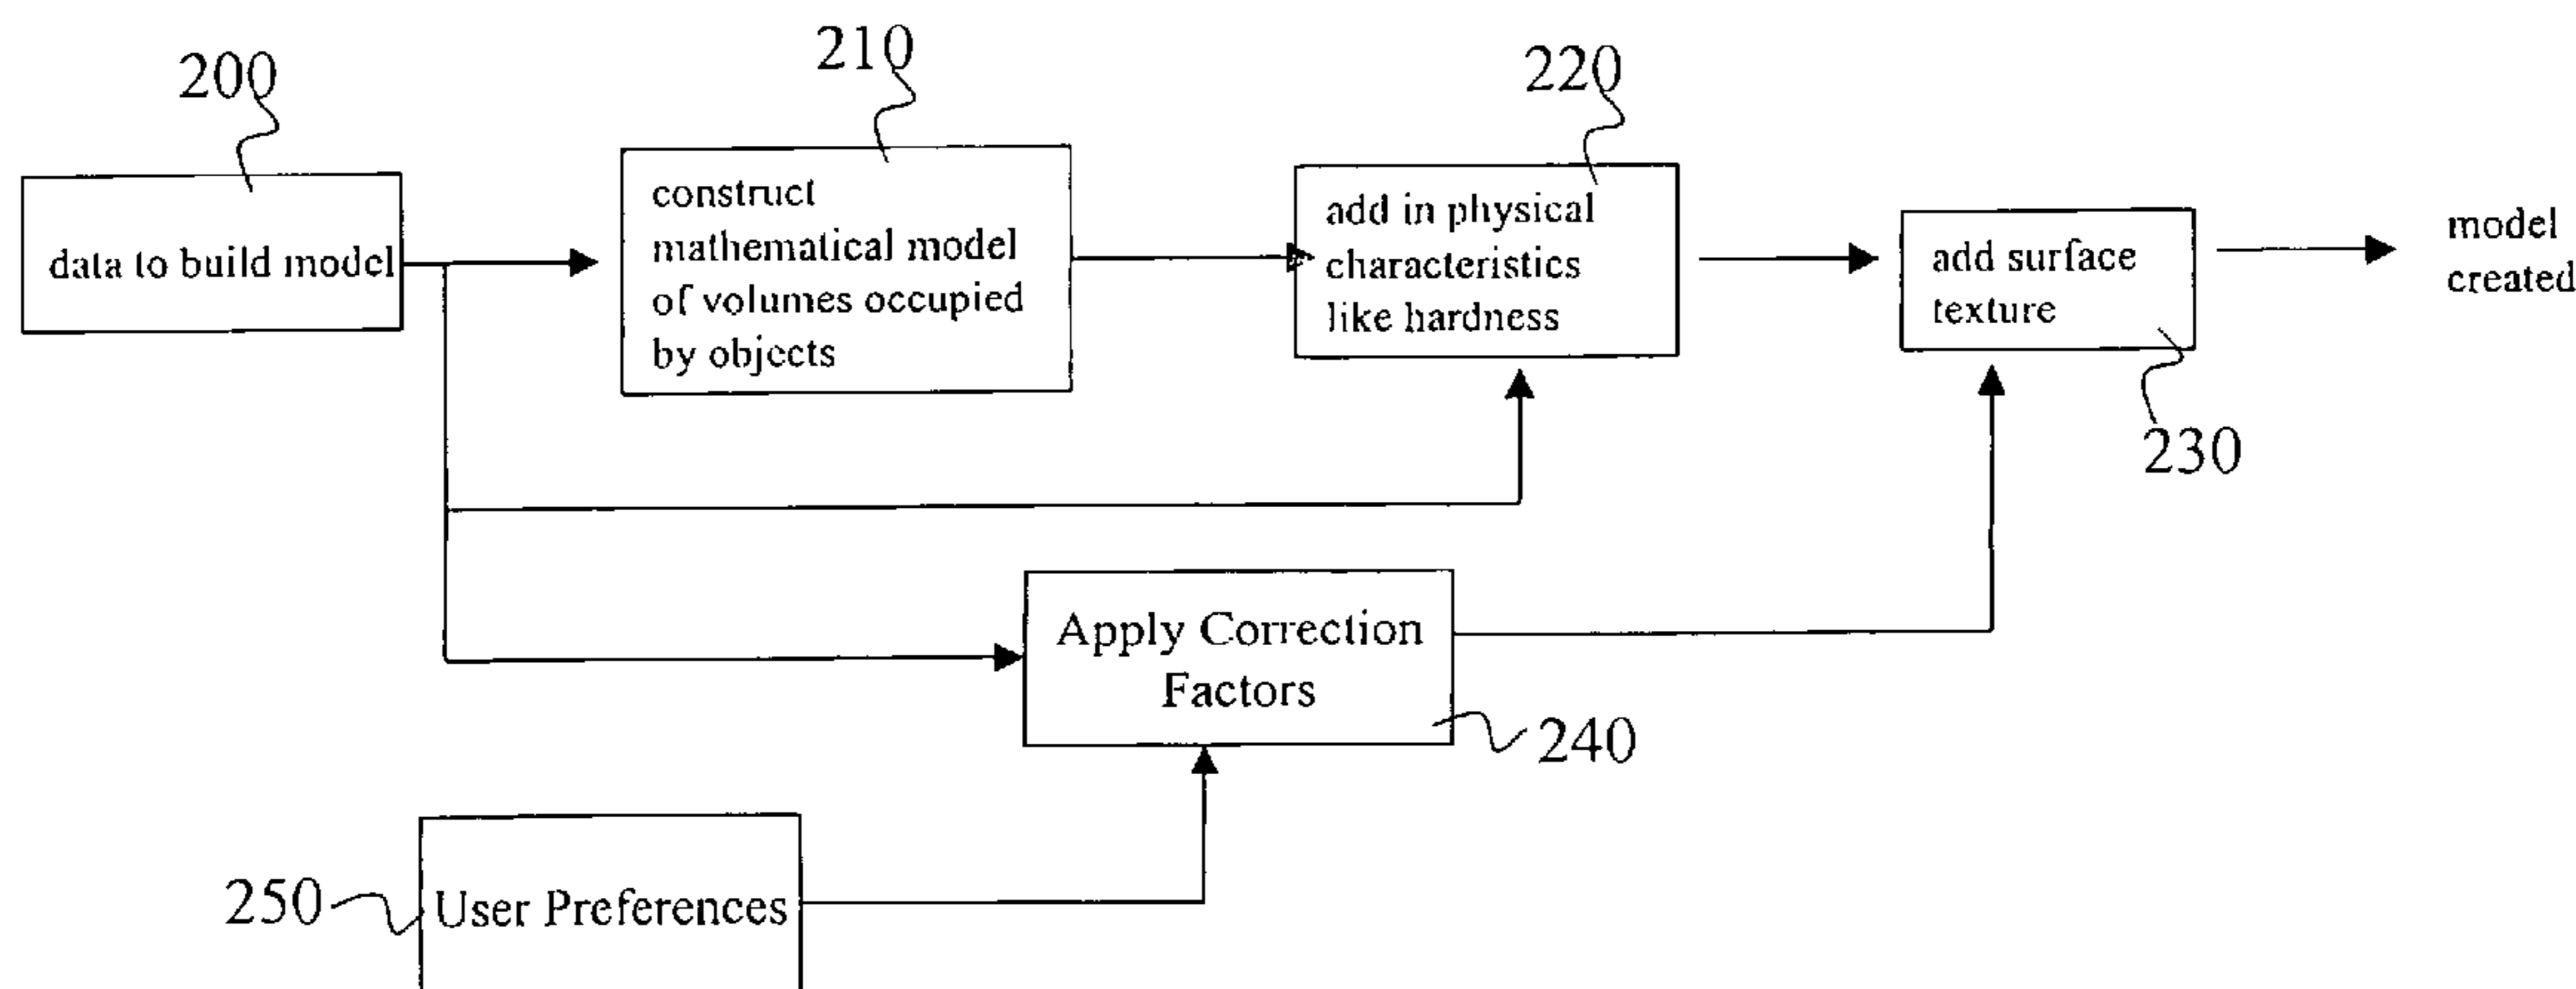 200
210
220
data to build model
construct
mathematical model
of volumes occupied
by objects
add in physical
characteristics
like hardness
add surface
texture
model
created
230
Apply Correction
Factors
240
250
User Preferences